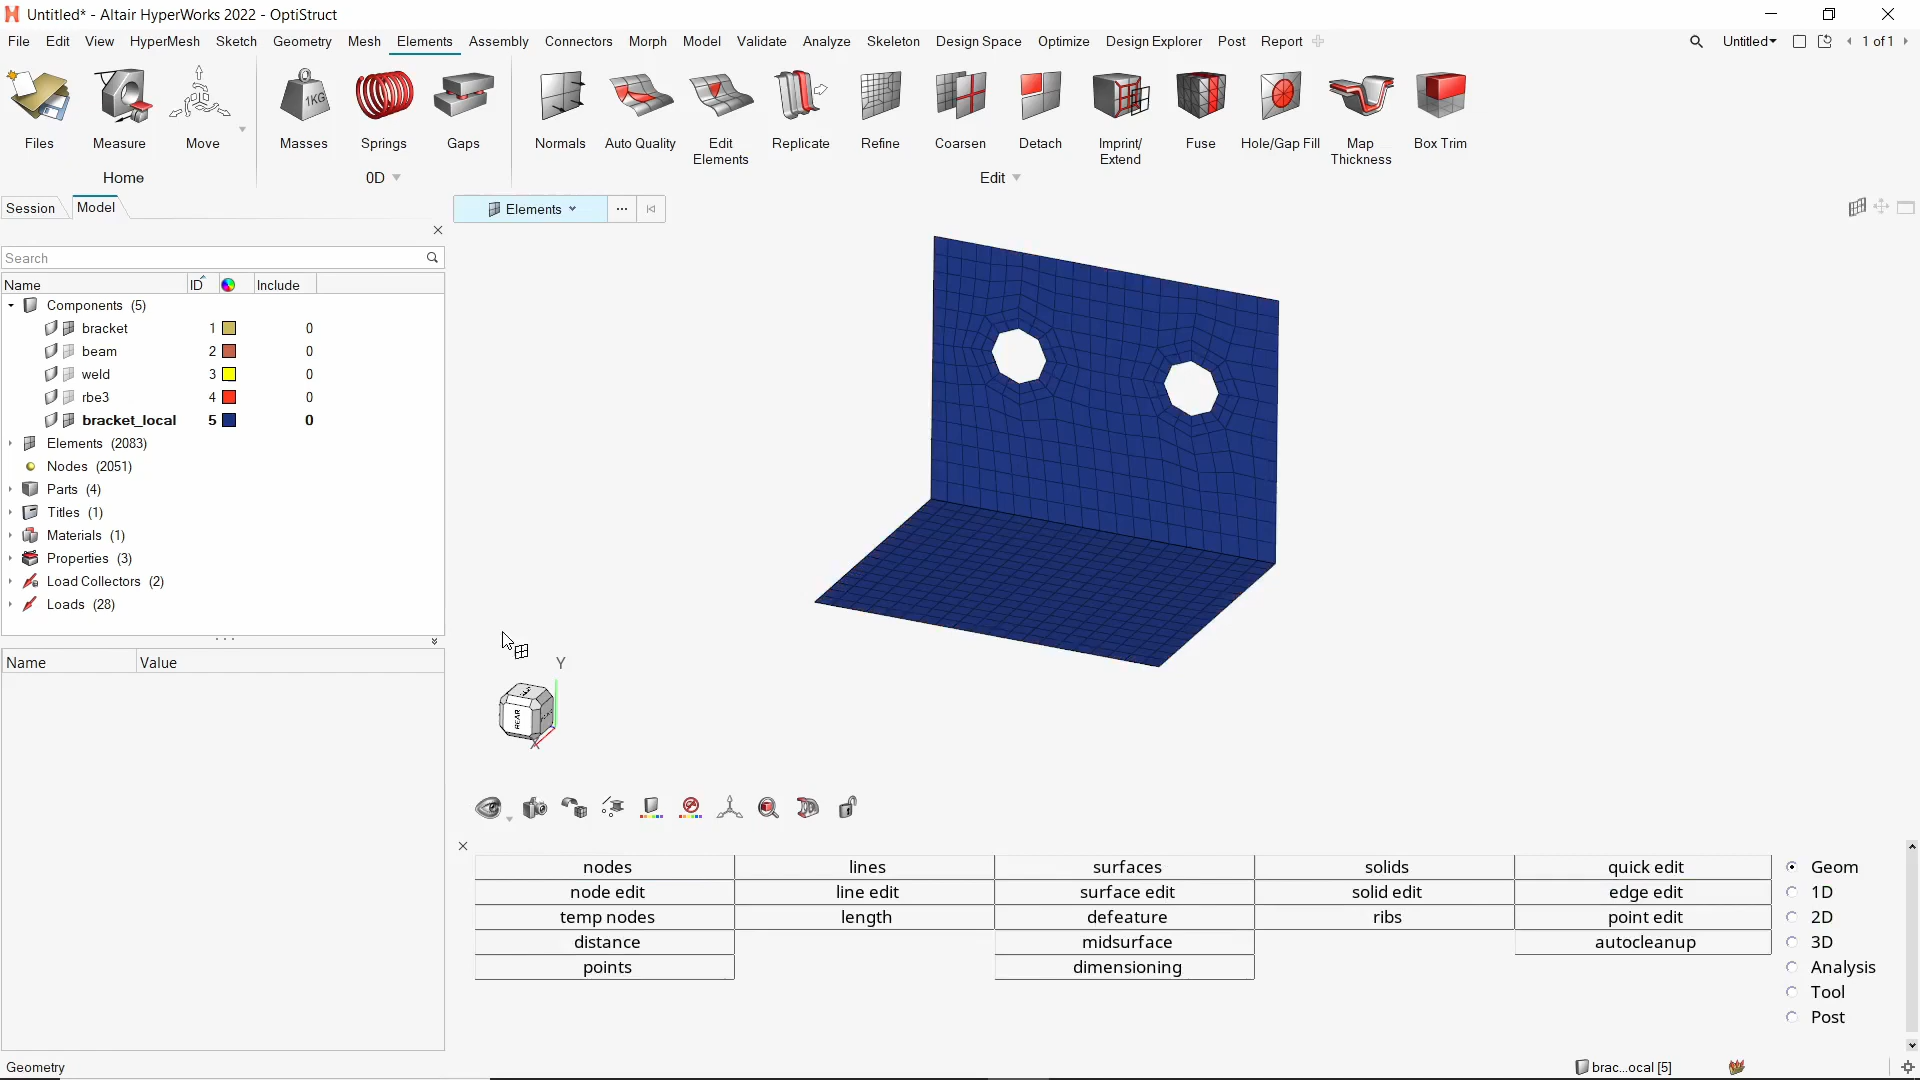 Untitled* - Altair HyperWorks 2022 - OptiStruct
File Edit View HyperMesh Sketch Geometry Mesh Elements Assembly Connectors Morph Model Validate Analyze Skeleton Design Space Optimize Design Explorer Post Report Untitled 1 of 1
1KG
Files Measure Move Masses Springs Gaps Normals Auto Quality Edit Elements Replicate Refine Coarsen Detach Imprint/ Extend Fuse Hole/Gap Fill Map Thickness Box Trim
Home 0D Edit
Session Model Elements
Search
Name ID Include
Components (5)
bracket 1 0
beam 2 0
weld 3 0
rbe3 4 0
bracket_local 5 0
Elements (2083)
Nodes (2051)
Parts (4)
Titles (1)
Materials (1)
Properties (3)
Load Collectors (2)
Loads (28)
Name Value
Y
REAR
X
nodes lines surfaces solids quick edit Geom
node edit line edit surface edit solid edit edge edit 1D
temp nodes length defeature ribs point edit 2D
distance midsurface autocleanup 3D
points dimensioning Analysis
Tool
Post
Geometry brac...ocal [5]